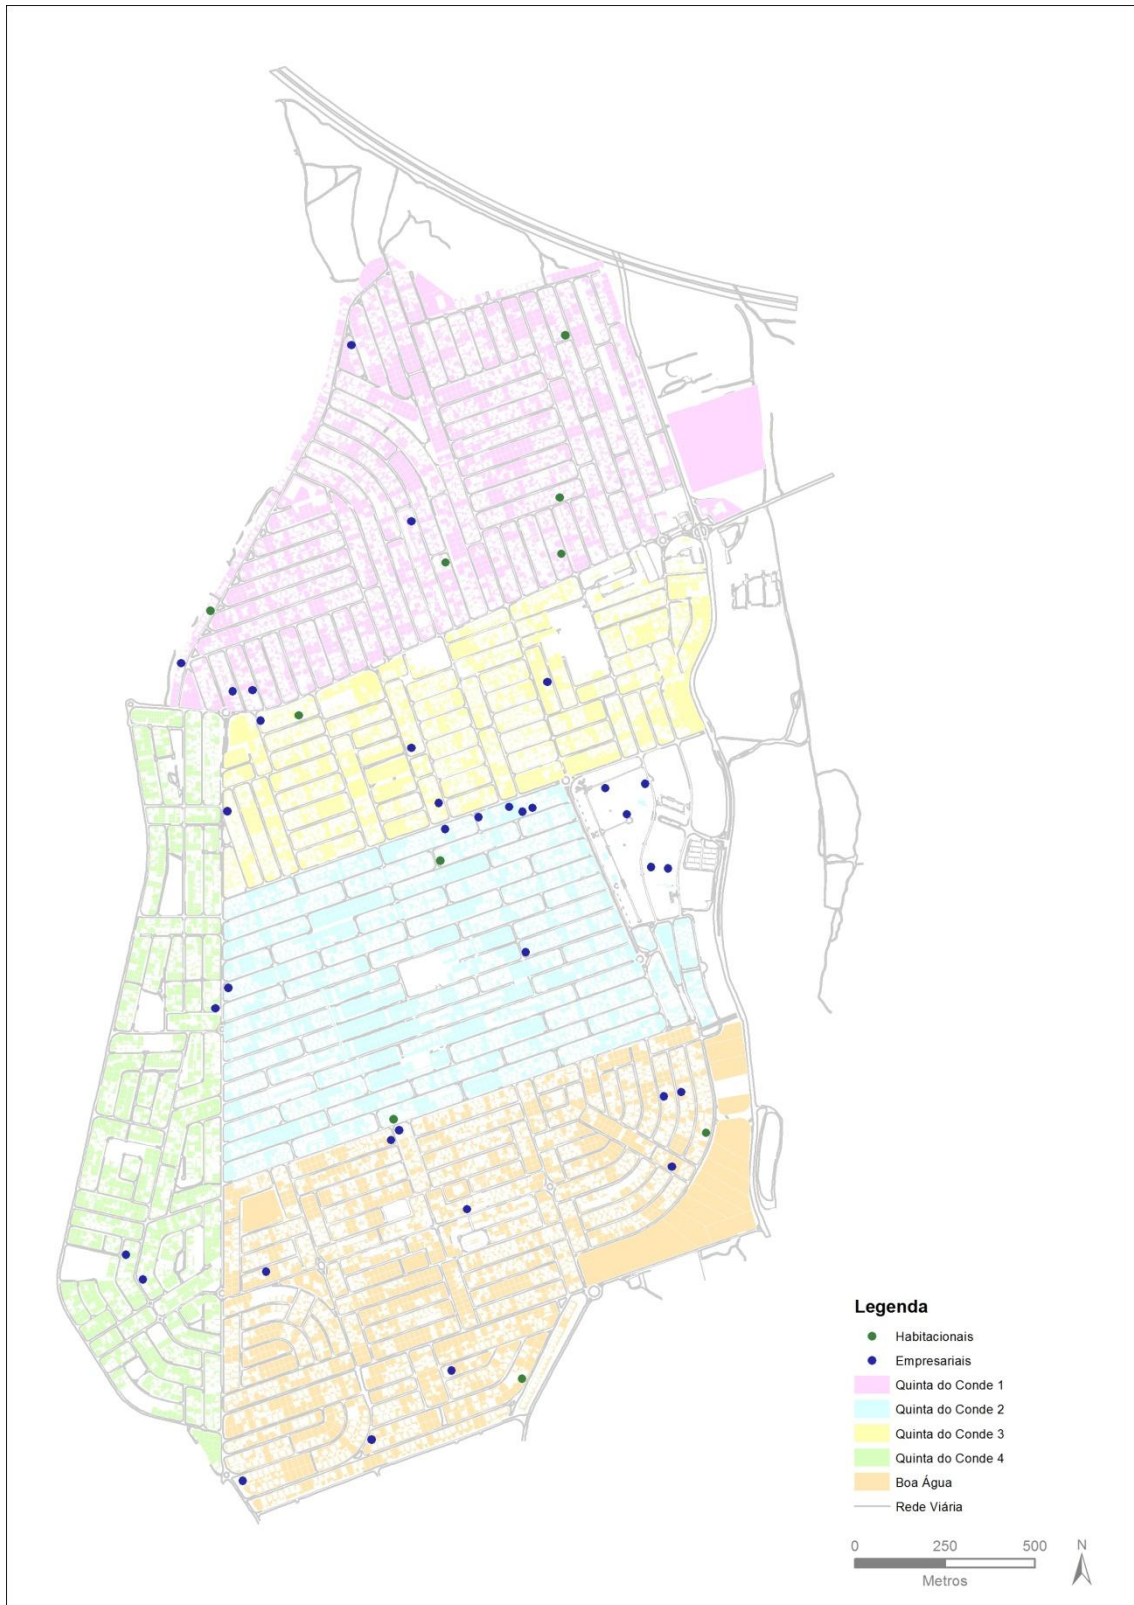 Legenda
Habitacionais
Empresariais
Quinta do Conde 1
Quinta do Conde 2
Quinta do Conde 3
Quinta do Conde 4
Boa Água
Rede Viária
0 250 500 N
Metros